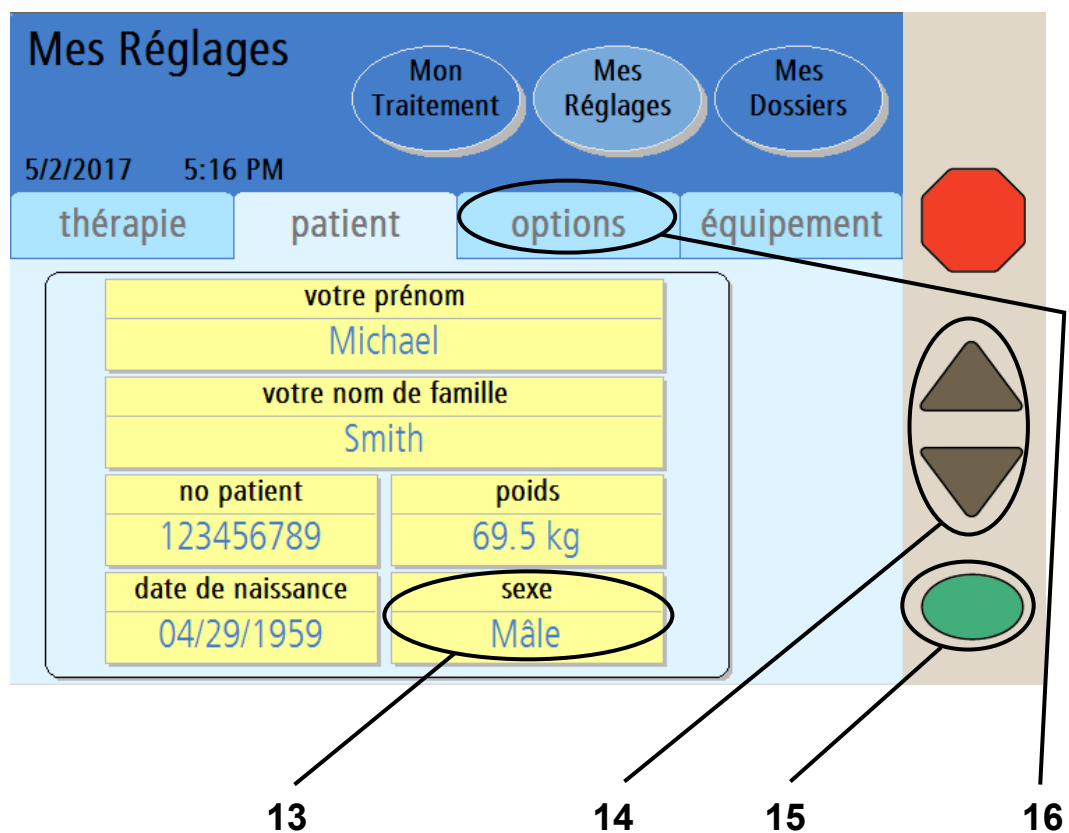 Mes Réglages
Mon
Traitement
Mes
Réglages
Mes
Dossiers
5/2/2017 5:16 PM
thérapie
patient
options
équipement
votre prénom
Michael
votre nom de famille
Smith
no patient
123456789
poids
69.5 kg
date de naissance
04/29/1959
sexe
Mâle
13
14
15
16